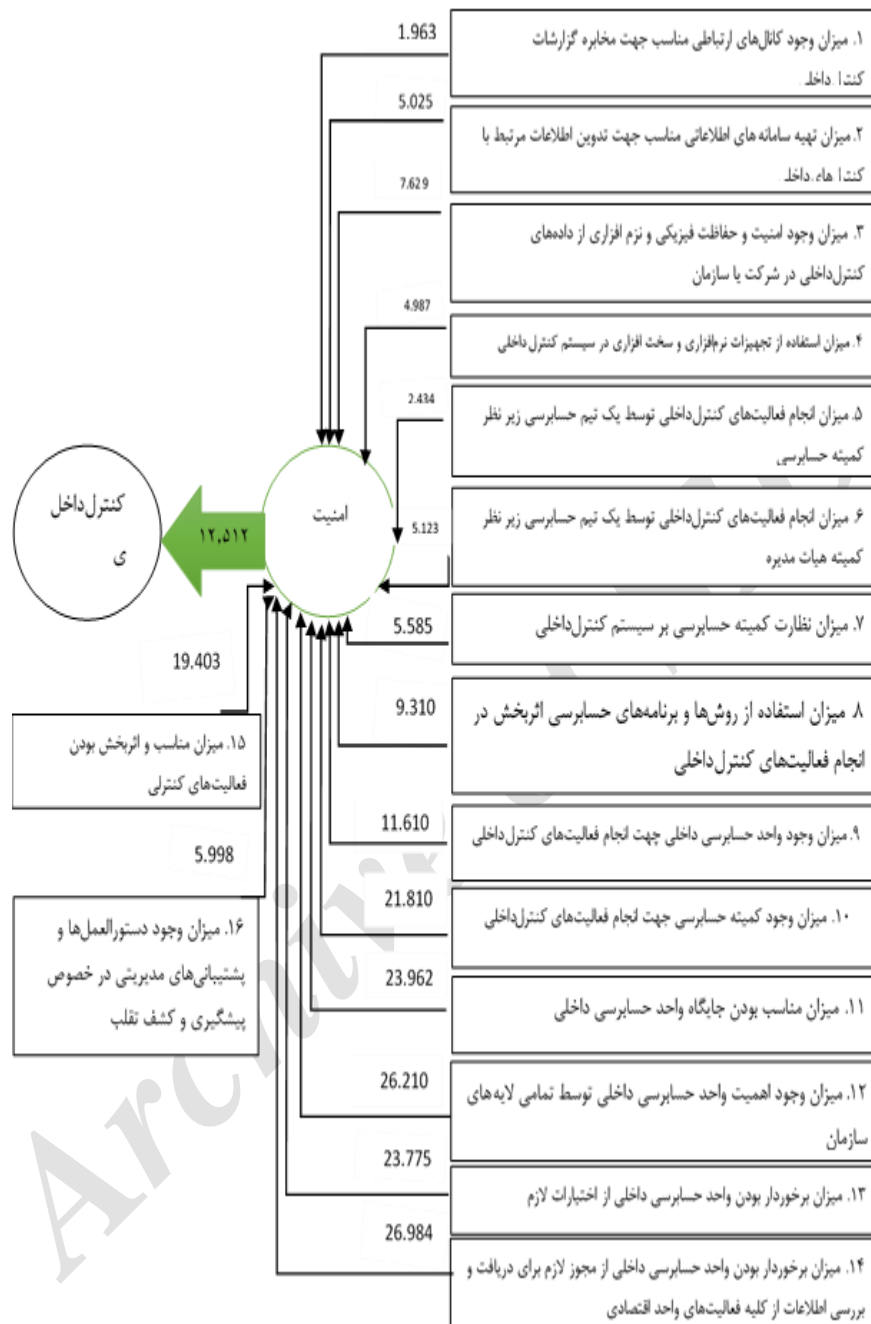 1.963
۱. میزان وجود کانال‌های ارتباطی مناسب جهت مخابره گزارشات
کنترل داخلی
5.025
۲. میزان تهیه سامانه های اطلاعاتی مناسب جهت تدوین اطلاعات مرتبط با
کنترل های داخلی
7.629
۳. میزان وجود امنیت و حفاظت فیزیکی و نرم افزاری از داده‌های
کنترل‌داخلی در شرکت یا سازمان
4.987
۴. میزان استفاده از تجهیزات نرم‌افزاری و سخت افزاری در سیستم کنترل‌داخلی
2.434
۵. میزان انجام فعالیت‌های کنترل‌داخلی توسط یک تیم حسابرسی زیر نظر
کمیته حسابرسی
5.123
۶. میزان انجام فعالیت‌های کنترل‌داخلی توسط یک تیم حسابرسی زیر نظر
کمیته هیات مدیره
5.585
۷. میزان نظارت کمیته حسابرسی بر سیستم کنترل‌داخلی
9.310
۸. میزان استفاده از روش‌ها و برنامه‌های حسابرسی اثربخش در
انجام فعالیت‌های کنترل‌داخلی
11.610
۹. میزان وجود واحد حسابرسی داخلی جهت انجام فعالیت‌های کنترل‌داخلی
21.810
۱۰. میزان وجود کمیته حسابرسی جهت انجام فعالیت‌های کنترل‌داخلی
23.962
۱۱. میزان مناسب بودن جایگاه واحد حسابرسی داخلی
26.210
۱۲. میزان وجود اهمیت واحد حسابرسی داخلی توسط تمامی لایه‌های
سازمان
23.775
۱۳. میزان برخوردار بودن واحد حسابرسی داخلی از اختیارات لازم
26.984
۱۴. میزان برخوردار بودن واحد حسابرسی داخلی از مجوز لازم برای دریافت و
بررسی اطلاعات از کلیه فعالیت‌های واحد اقتصادی
امنیت
۱۲,۵۱۲
کنترل‌داخل
ی
19.403
۱۵. میزان مناسب و اثربخش بودن
فعالیت‌های کنترلی
5.998
۱۶. میزان وجود دستورالعمل‌ها و
پشتیبانی‌های مدیریتی در خصوص
پیشگیری و کشف تقلب